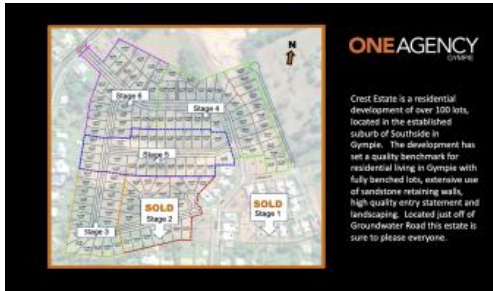 N
ONEAGENCY
GYMPIE
Stage 6
Stage 4
Stage 5
SOLD
Stage 2
SOLD
Stage 1
Stage 3
Crest Estate is a residential
development of over 100 lots,
located in the established
suburb of Southside in
Gympie. The development has
set a quality benchmark for
residential living in Gympie with
fully benched lots, extensive use
of sandstone retaining walls,
high quality entry statement and
landscaping. Located just off of
Groundwater Road this estate is
sure to please everyone.